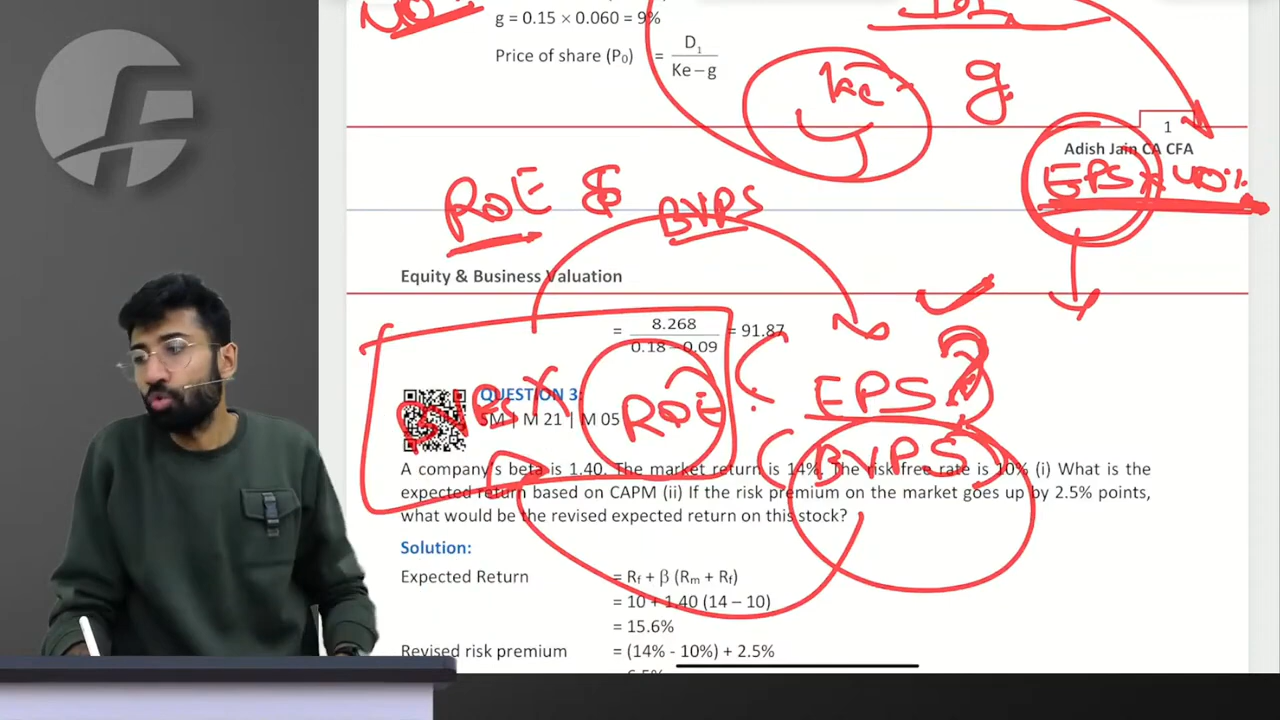 g = 0.15 × 0.060 = 9%
Price of share (P₀) = D₁ / Ke – g
ke
g
1
Adish Jain CA CFA
EPS × 40%
ROE &
BVPS
Equity & Business Valuation
= 8.268 / 0.18 – 0.09 = 91.87
BVPS × ROE
EPS
BVPS
QUESTION 3:
SM | M 21 | M 05
A company's beta is 1.40. The market return is 14%. The risk free rate is 10% (i) What is the
expected return based on CAPM (ii) If the risk premium on the market goes up by 2.5% points,
what would be the revised expected return on this stock?
Solution:
Expected Return = Rf + β (Rm + Rf)
= 10 + 1.40 (14 – 10)
= 15.6%
Revised risk premium = (14% - 10%) + 2.5%